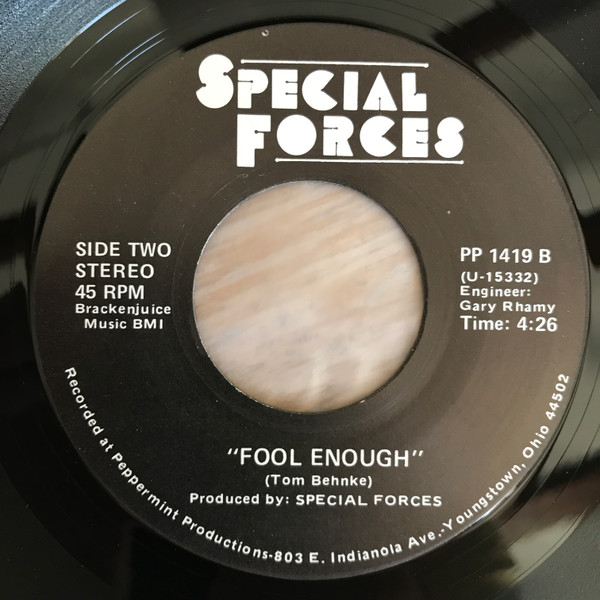 SPECIAL
FORCES
SIDE TWO
STEREO
45 RPM
Brackenjuice
Music BMI
PP 1419 B
(U-15332)
Engineer:
Gary Rhamy
Time: 4:26
"FOOL ENOUGH"
(Tom Behnke)
Produced by: SPECIAL FORCES
Recorded at Peppermint Productions-803 E. Indianola Ave.-Youngstown, Ohio 44502